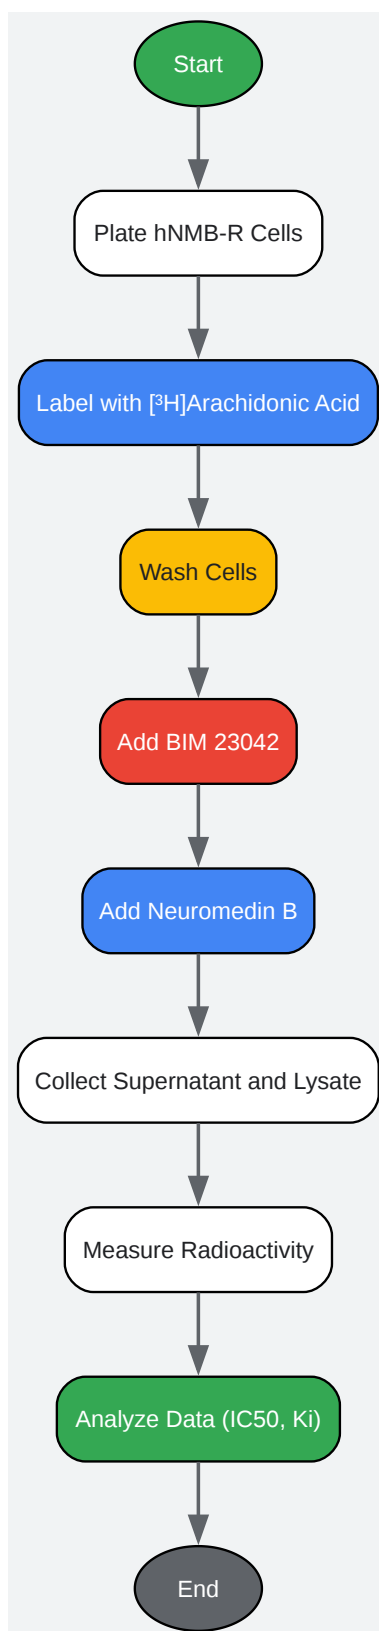 Start
Plate hNMB-R Cells
Label with [³H]Arachidonic Acid
Wash Cells
Add BIM 23042
Add Neuromedin B
Collect Supernatant and Lysate
Measure Radioactivity
Analyze Data (IC50, Ki)
End